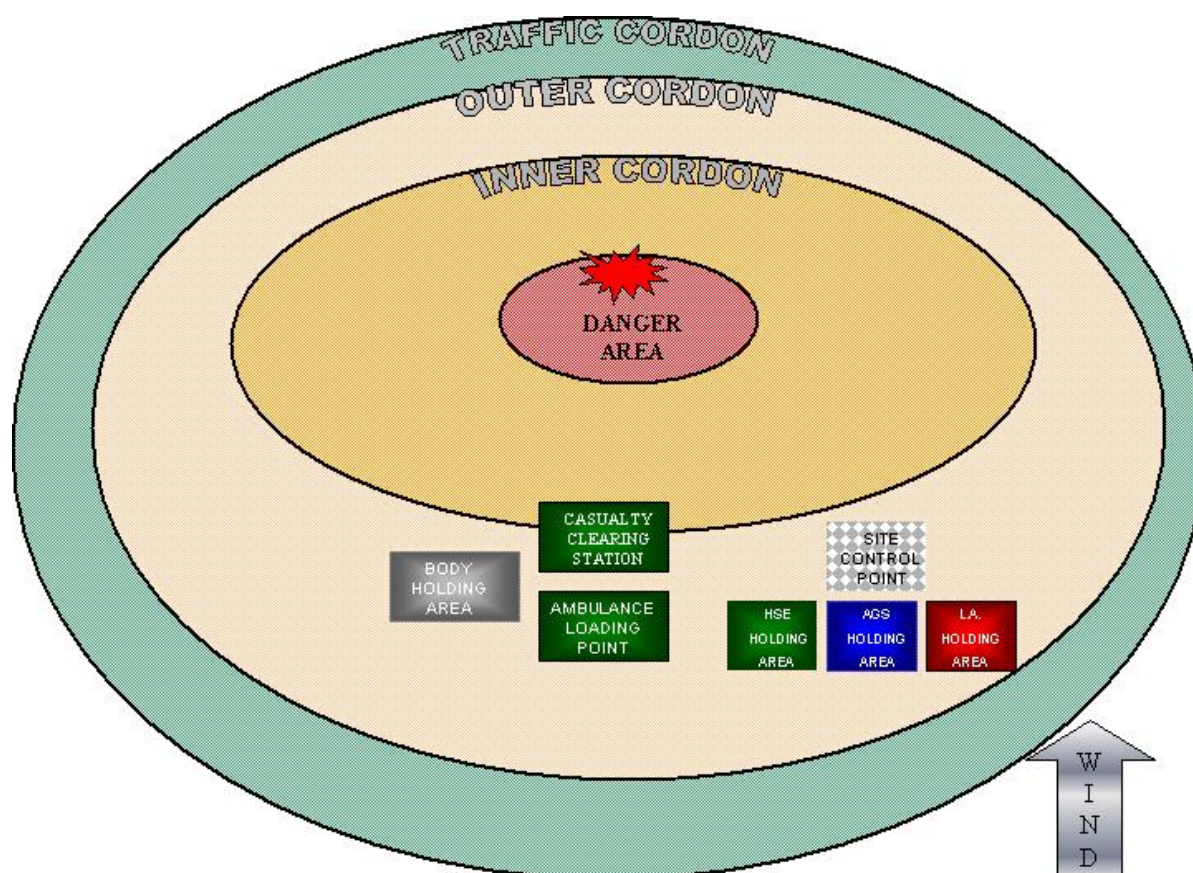 TRAFFIC CORDON
OUTER CORDON
INNER CORDON
DANGER
AREA
CASUALTY
CLEARING
STATION
BODY
HOLDING
AREA
AMBULANCE
LOADING
POINT
SITE
CONTROL
POINT
HSE
HOLDING
AREA
AGS
HOLDING
AREA
L.A.
HOLDING
AREA
W
I
N
D